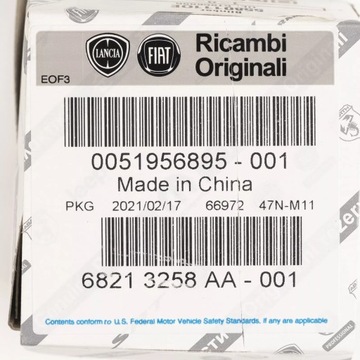 LANCIA FIAT Ricambi
Originali
EOF3
0051956895 - 001
Made in China
PKG 2021/02/17 66972 47N-M11
6821 3258 AA - 001
Contents conform to U.S. Federal Motor Vehicle Safety Standards, if any are applicable
PROFESSIONAL